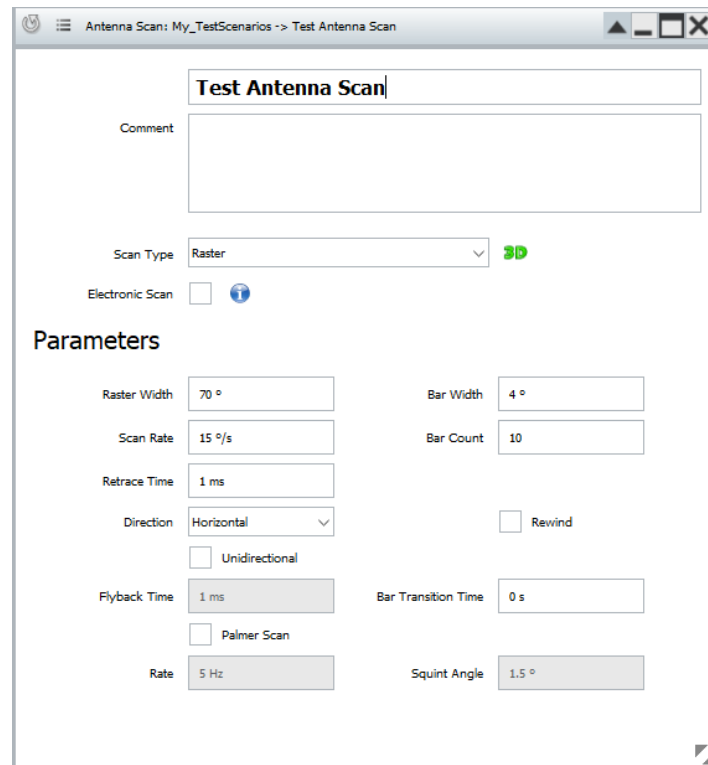 Antenna Scan: My_TestScenarios -> Test Antenna Scan
Test Antenna Scan
Comment
Scan Type Raster 3D
Electronic Scan
Parameters
Raster Width 70 º Bar Width 4 º
Scan Rate 15 º/s Bar Count 10
Retrace Time 1 ms
Direction Horizontal Rewind
Unidirectional
Flyback Time 1 ms Bar Transition Time 0 s
Palmer Scan
Rate 5 Hz Squint Angle 1.5 º